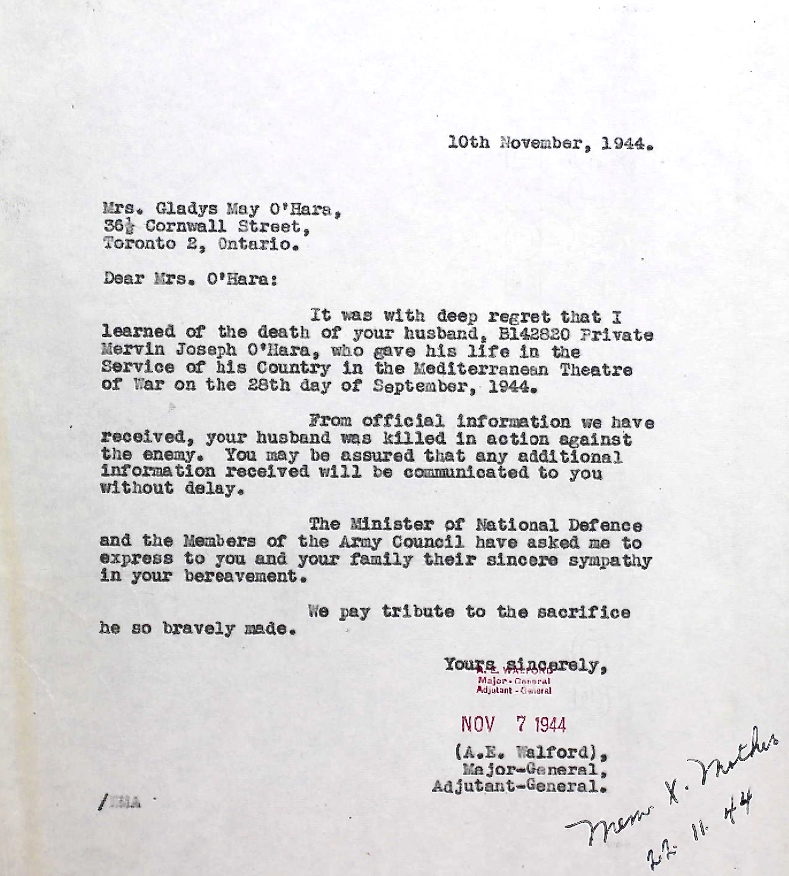 10th November, 1944.
Mrs. Gladys May O'Hara,
36½ Cornwall Street,
Toronto 2, Ontario.
Dear Mrs. O'Hara:
It was with deep regret that I
learned of the death of your husband, B142820 Private
Mervin Joseph O'Hara, who gave his life in the
Service of his Country in the Mediterranean Theatre
of War on the 28th day of September, 1944.
From official information we have
received, your husband was killed in action against
the enemy. You may be assured that any additional
information received will be communicated to you
without delay.
The Minister of National Defence
and the Members of the Army Council have asked me to
express to you and your family their sincere sympathy
in your bereavement.
We pay tribute to the sacrifice
he so bravely made.
Yours sincerely,
A. E. WALFORD
Major-General
Adjutant-General
NOV 7 1944
(A.E. Walford),
Major-General,
Adjutant-General.
Mem. X. Mother
22. 11. 44